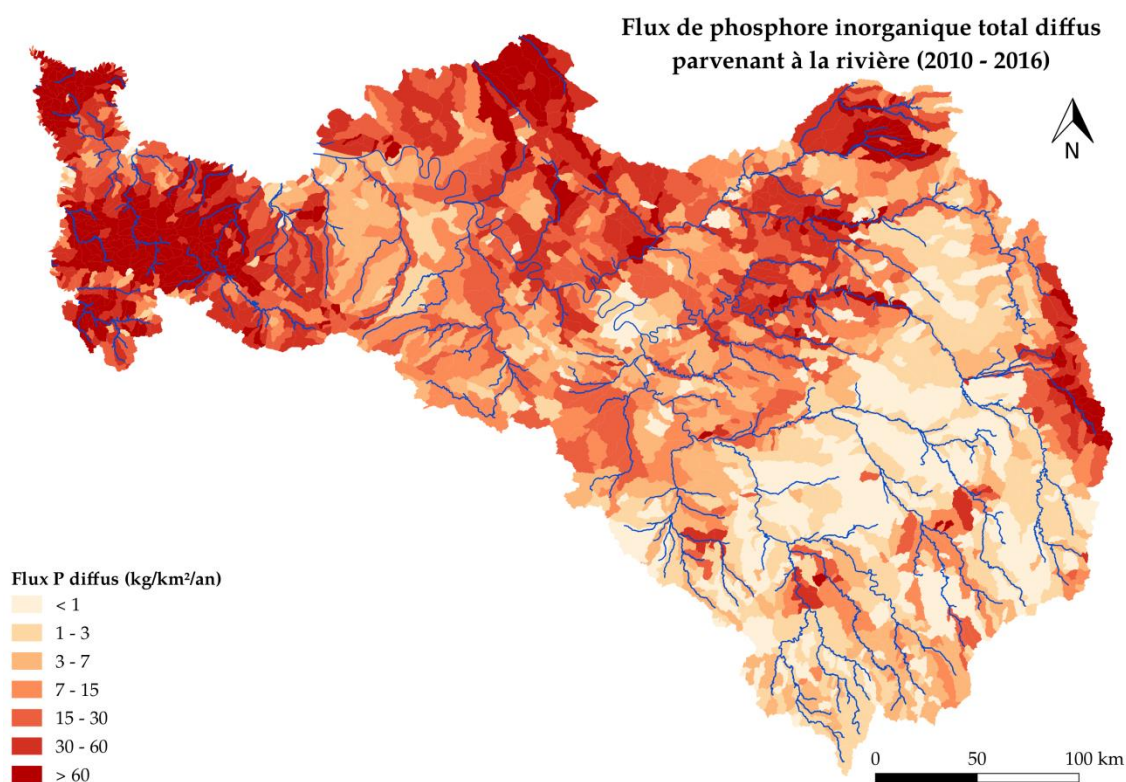 Flux de phosphore inorganique total diffus
parvenant à la rivière (2010 - 2016)
N
Flux P diffus (kg/km²/an)
< 1
1 - 3
3 - 7
7 - 15
15 - 30
30 - 60
> 60
0 50 100 km